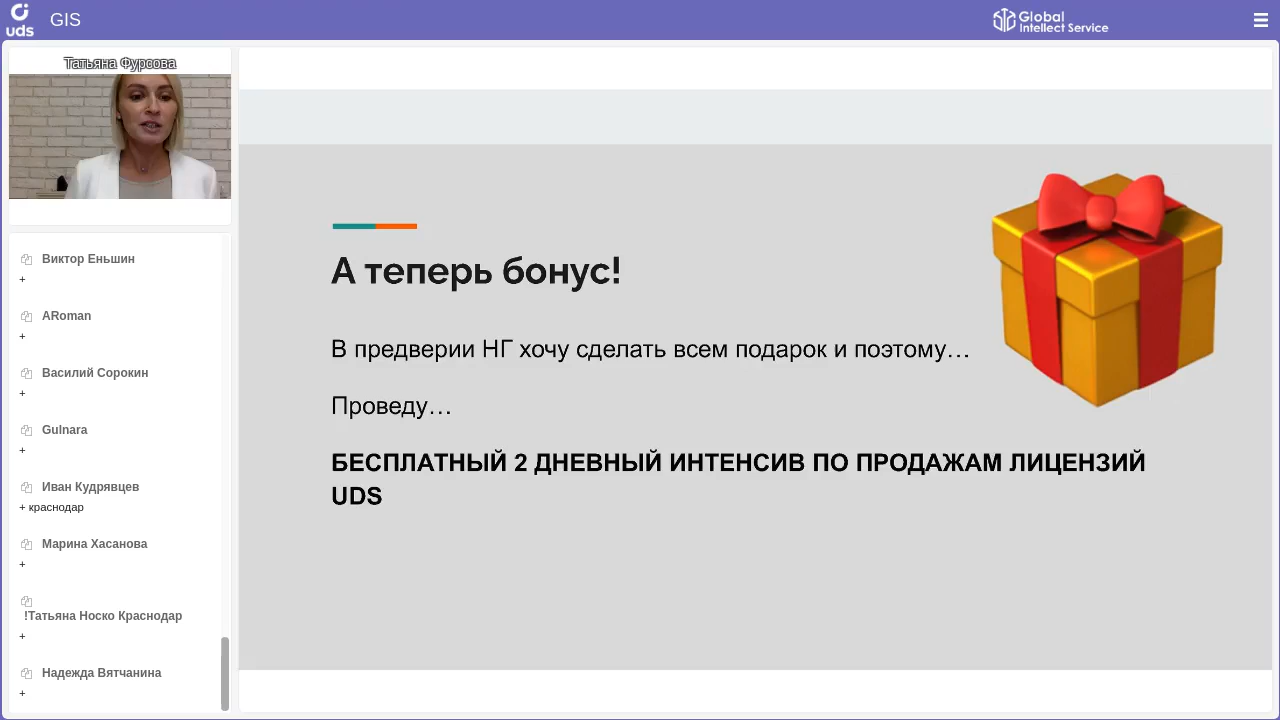 uds
GIS
Global
Intellect Service
Татьяна Фурсова
Виктор Еньшин
+
ARoman
+
Василий Сорокин
+
Gulnara
+
Иван Кудрявцев
+ краснодар
Марина Хасанова
+
!Татьяна Носко Краснодар
+
Надежда Вятчанина
+
А теперь бонус!
В предверии НГ хочу сделать всем подарок и поэтому…
Проведу…
БЕСПЛАТНЫЙ 2 ДНЕВНЫЙ ИНТЕНСИВ ПО ПРОДАЖАМ ЛИЦЕНЗИЙ
UDS